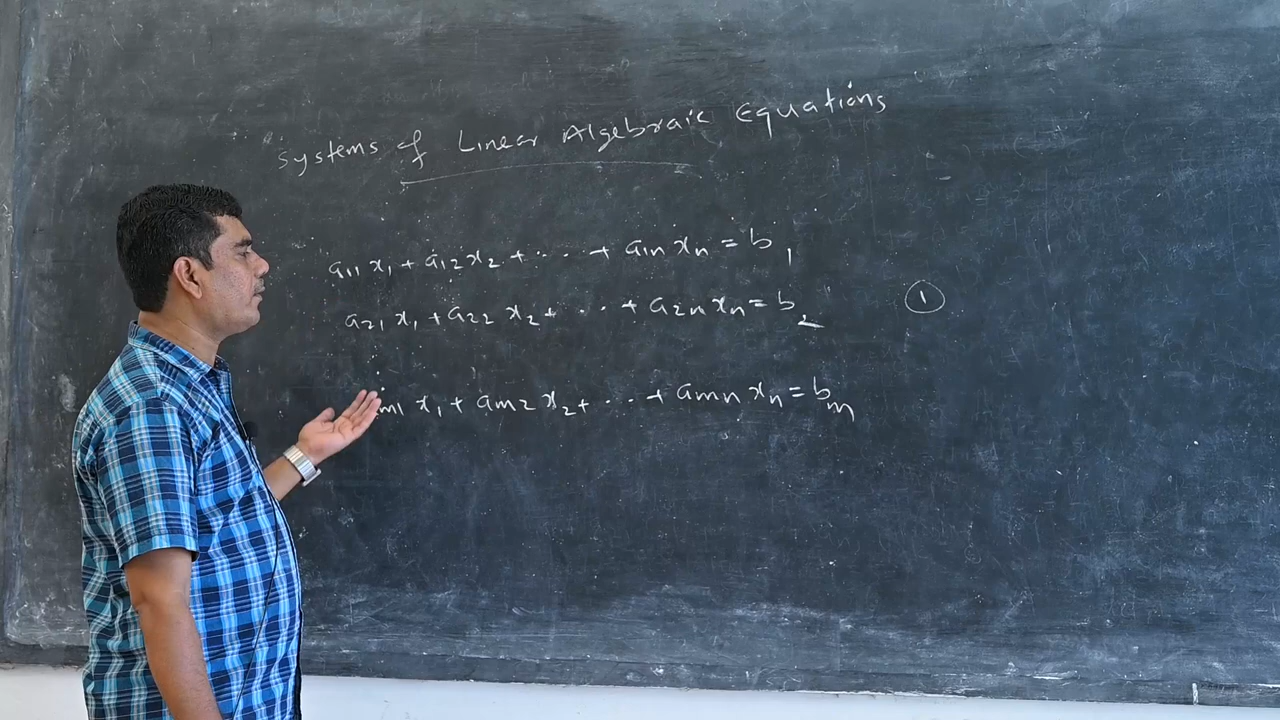 Systems of Linear Algebraic Equations
a11 x1 + a12 x2 + ... + a1n xn = b1
a21 x1 + a22 x2 + ... + a2n xn = b2
①
m1 x1 + am2 x2 + ... + amn xn = bm